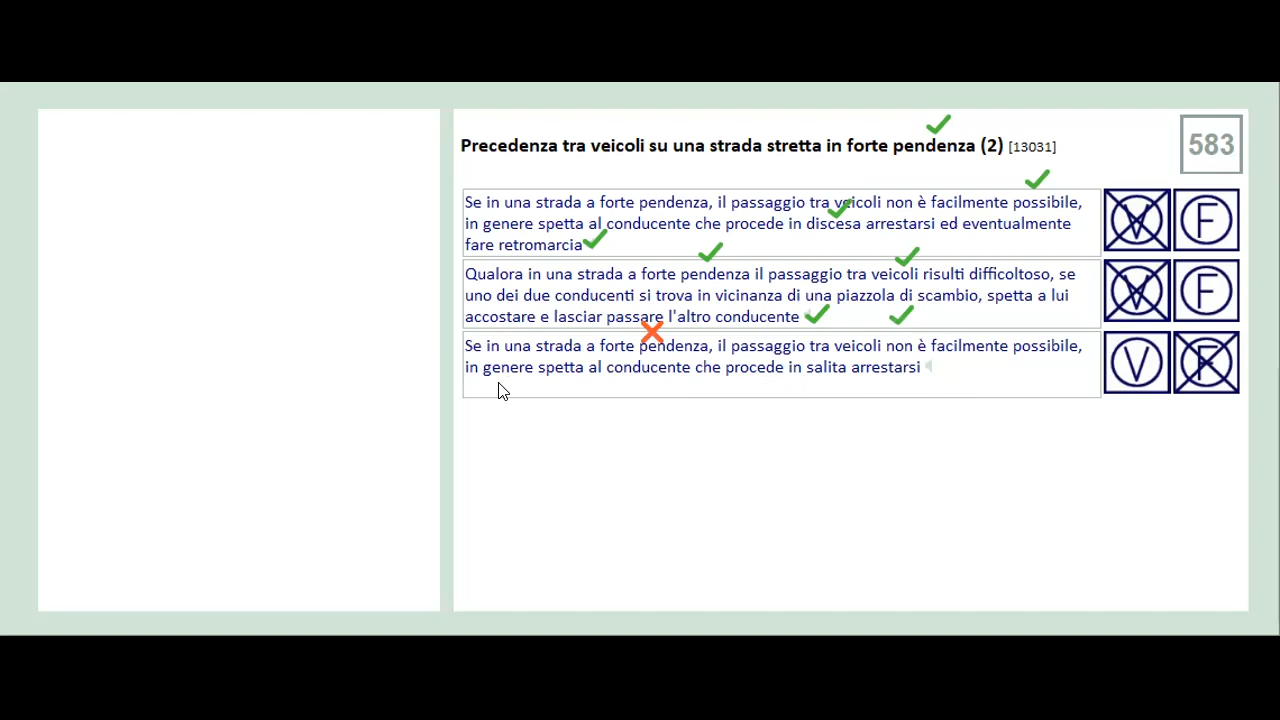 Precedenza tra veicoli su una strada stretta in forte pendenza (2) [13031]
583
Se in una strada a forte pendenza, il passaggio tra veicoli non è facilmente possibile,
in genere spetta al conducente che procede in discesa arrestarsi ed eventualmente
fare retromarcia
V F
Qualora in una strada a forte pendenza il passaggio tra veicoli risulti difficoltoso, se
uno dei due conducenti si trova in vicinanza di una piazzola di scambio, spetta a lui
accostare e lasciar passare l'altro conducente
V F
Se in una strada a forte pendenza, il passaggio tra veicoli non è facilmente possibile,
in genere spetta al conducente che procede in salita arrestarsi
V F